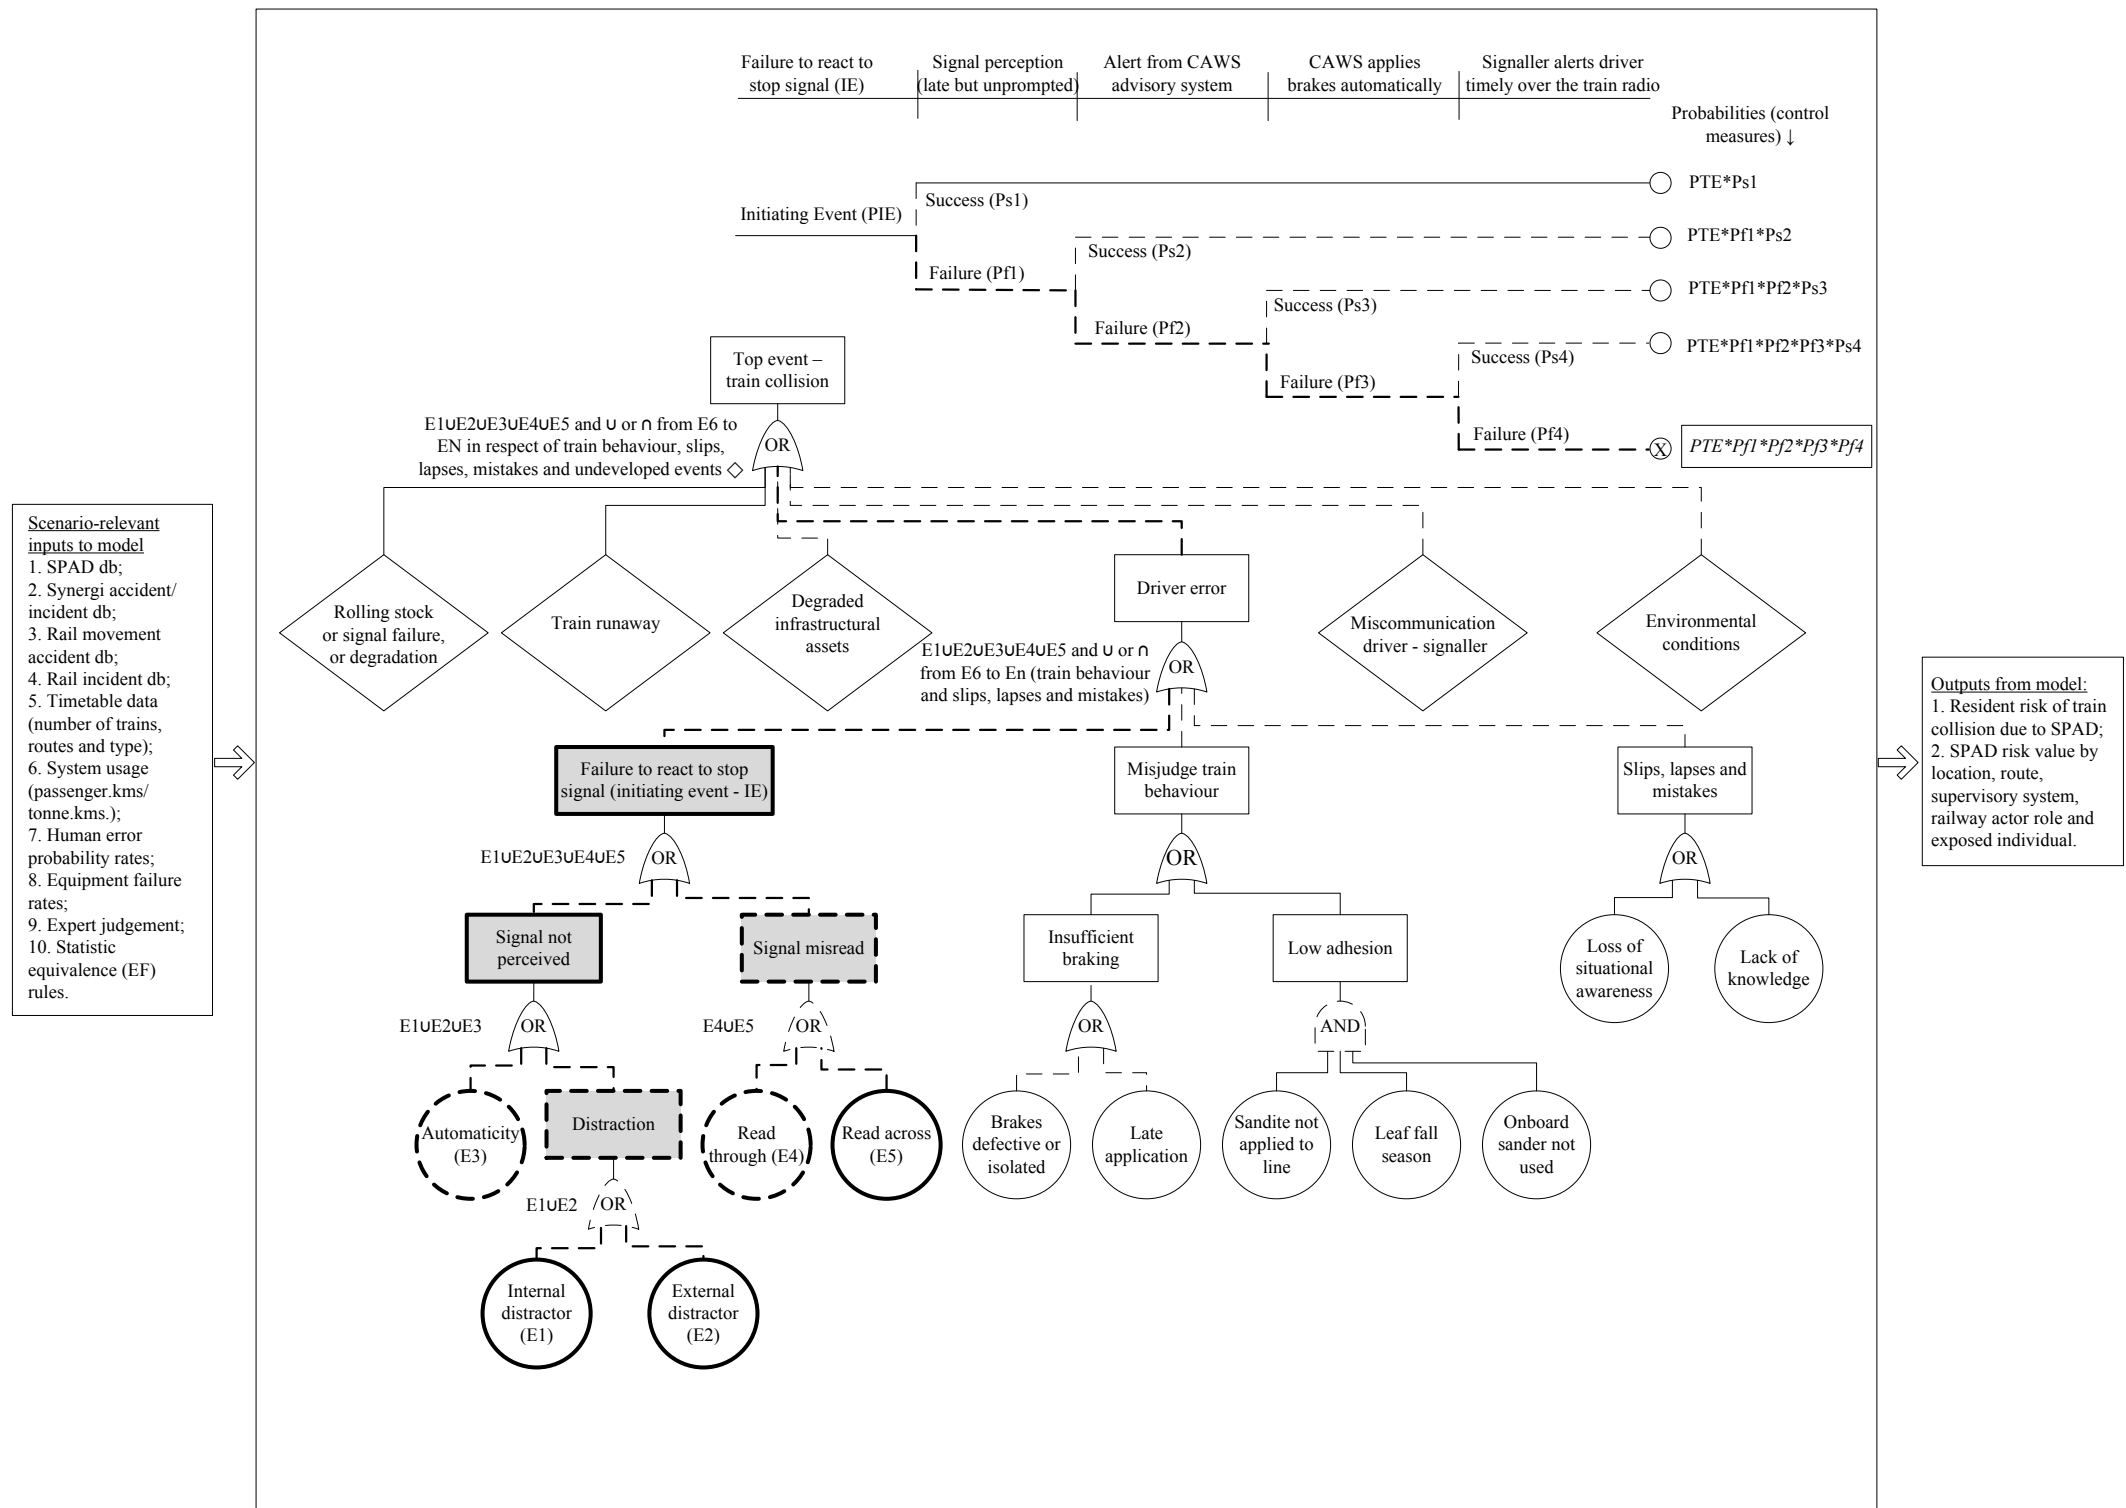 Failure to react to
stop signal (IE)
Signal perception
(late but unprompted)
Alert from CAWS
advisory system
CAWS applies
brakes automatically
Signaller alerts driver
timely over the train radio
Probabilities (control
measures) ↓
PTE*Ps1
Success (Ps1)
Initiating Event (PIE)
PTE*Pf1*Ps2
Success (Ps2)
Failure (Pf1)
PTE*Pf1*Pf2*Ps3
Success (Ps3)
Failure (Pf2)
PTE*Pf1*Pf2*Pf3*Ps4
Success (Ps4)
Failure (Pf3)
Failure (Pf4)
X
PTE*Pf1*Pf2*Pf3*Pf4
Top event –
train collision
E1∪E2∪E3∪E4∪E5 and ∪ or ∩ from E6 to
EN in respect of train behaviour, slips,
lapses, mistakes and undeveloped events ◇
OR
Scenario-relevant
inputs to model
1. SPAD db;
2. Synergi accident/
incident db;
3. Rail movement
accident db;
4. Rail incident db;
5. Timetable data
(number of trains,
routes and type);
6. System usage
(passenger.kms/
tonne.kms.);
7. Human error
probability rates;
8. Equipment failure
rates;
9. Expert judgement;
10. Statistic
equivalence (EF)
rules.
Rolling stock
or signal failure,
or degradation
Train runaway
Degraded
infrastructural
assets
Driver error
Miscommunication
driver - signaller
Environmental
conditions
E1∪E2∪E3∪E4∪E5 and ∪ or ∩
from E6 to En (train behaviour
and slips, lapses and mistakes)
OR
Outputs from model:
1. Resident risk of train
collision due to SPAD;
2. SPAD risk value by
location, route,
supervisory system,
railway actor role and
exposed individual.
Failure to react to stop
signal (initiating event - IE)
Misjudge train
behaviour
Slips, lapses and
mistakes
E1∪E2∪E3∪E4∪E5
OR
OR
OR
Signal not
perceived
Signal misread
Insufficient
braking
Low adhesion
Loss of
situational
awareness
Lack of
knowledge
E1∪E2∪E3
OR
E4∪E5
OR
OR
AND
Automaticity
(E3)
Distraction
Read
through (E4)
Read across
(E5)
Brakes
defective or
isolated
Late
application
Sandite not
applied to
line
Leaf fall
season
Onboard
sander not
used
E1∪E2
OR
Internal
distractor
(E1)
External
distractor
(E2)